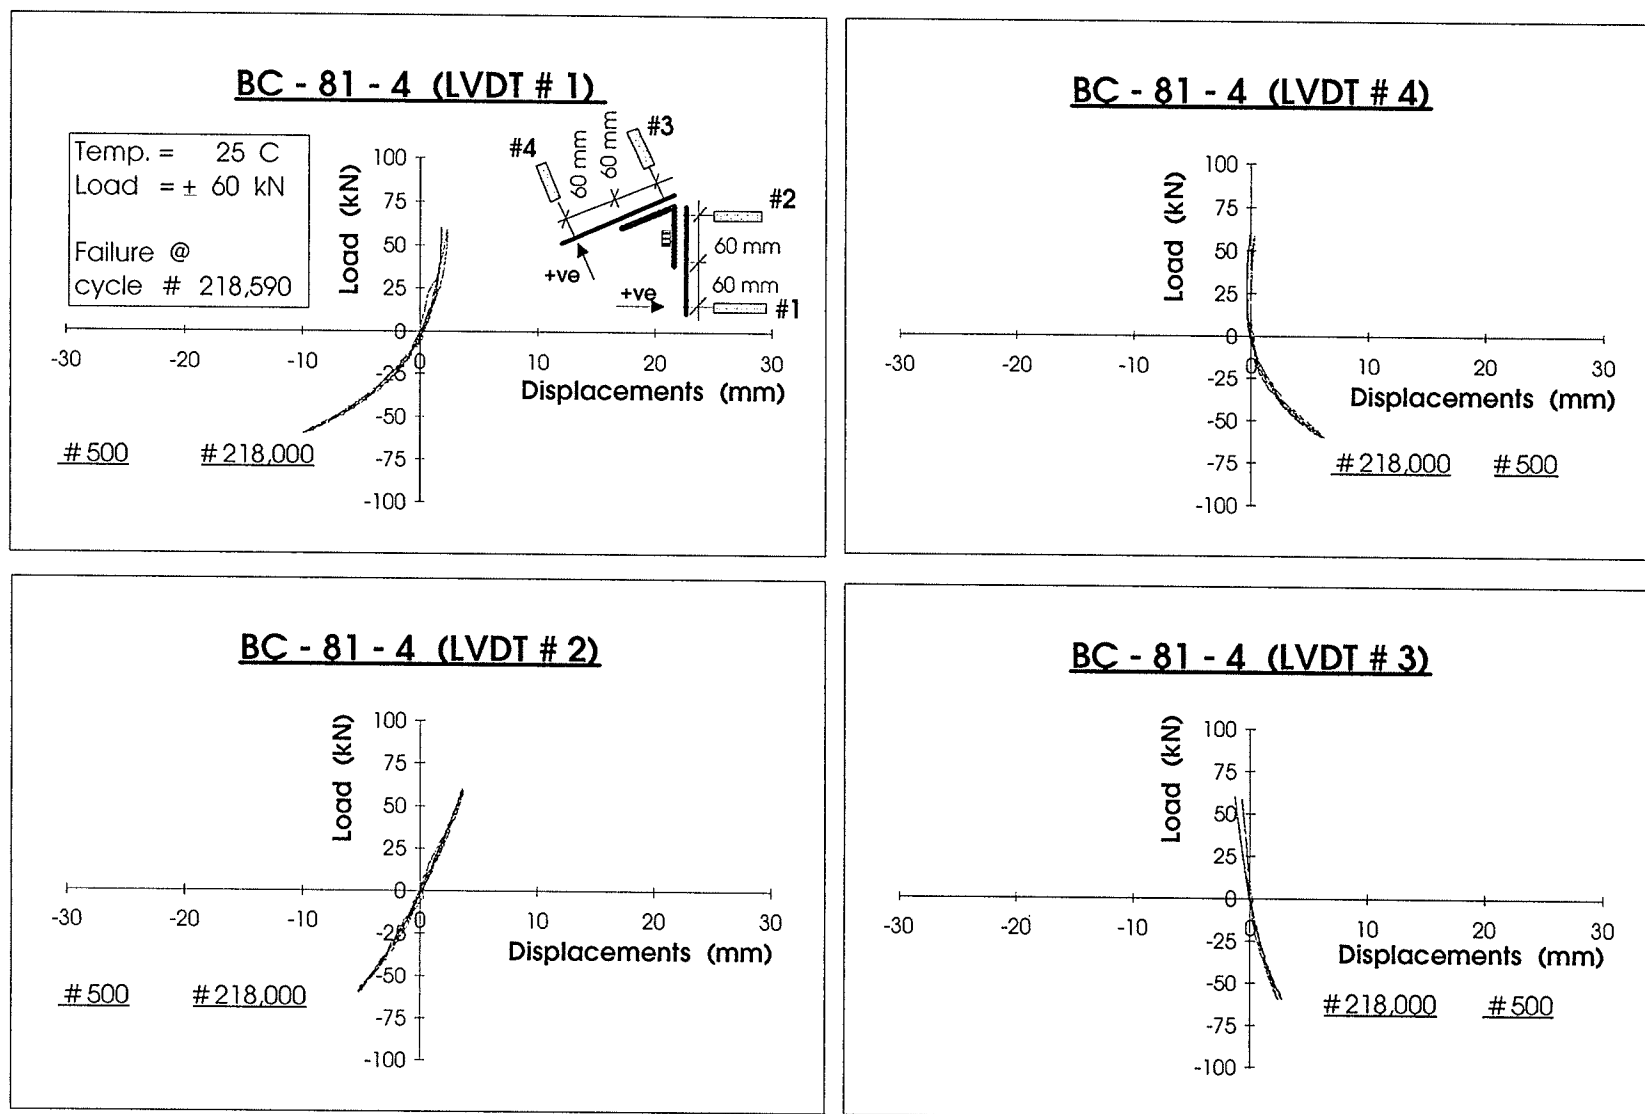 BC - 81 - 4 (LVDT # 1)
Temp. = 25 C
Load = ± 60 kN
Failure @
cycle # 218,590
Load (kN)
100
75
50
25
0
-25
-50
-75
-100
-30 -20 -10 0 10 20 30
Displacements (mm)
#4
#3
60 mm
60 mm
#2
60 mm
60 mm
#1
+ve
+ve
#500 #218,000
BC - 81 - 4 (LVDT # 4)
Load (kN)
100
75
50
25
0
-25
-50
-75
-100
-30 -20 -10 0 10 20 30
Displacements (mm)
#218,000 #500
BC - 81 - 4 (LVDT # 2)
Load (kN)
100
75
50
25
0
-25
-50
-75
-100
-30 -20 -10 0 10 20 30
Displacements (mm)
#500 #218,000
BC - 81 - 4 (LVDT # 3)
Load (kN)
100
75
50
25
0
-25
-50
-75
-100
-30 -20 -10 0 10 20 30
Displacements (mm)
#218,000 #500